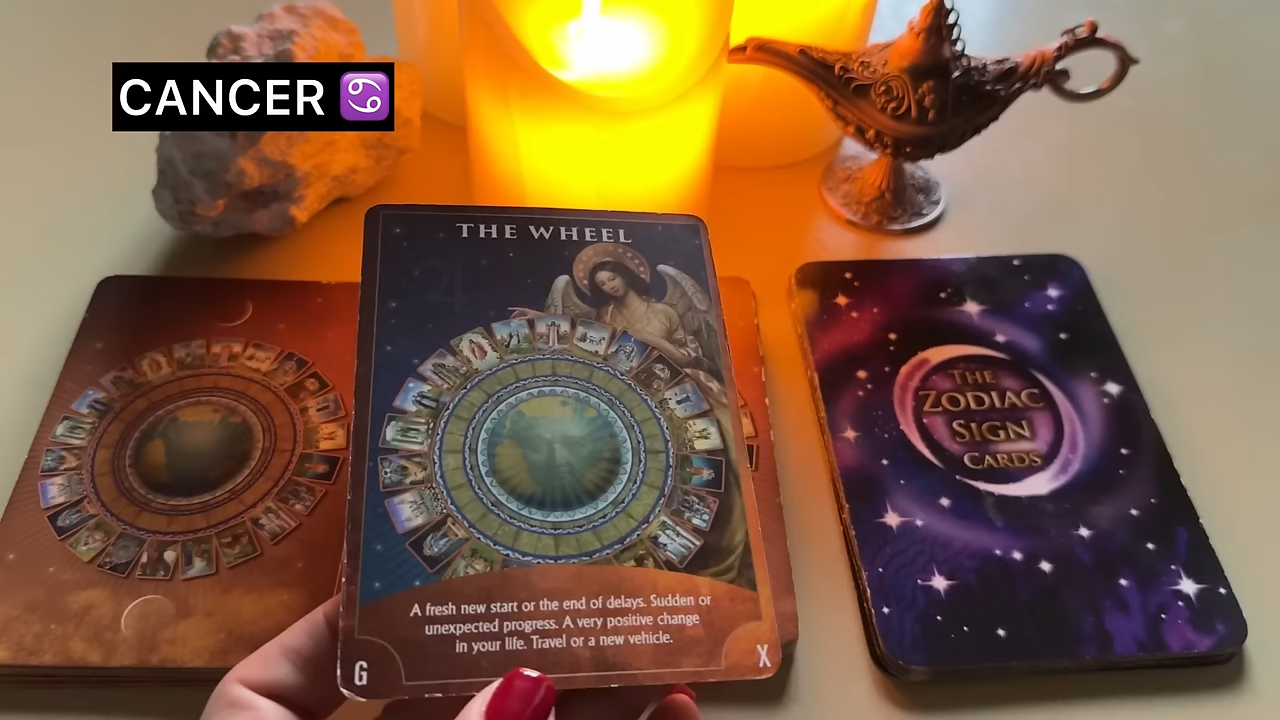 CANCER ♋
THE WHEEL
THE
ZODIAC
SIGN
CARDS
A fresh new start or the end of delays. Sudden or
unexpected progress. A very positive change
in your life. Travel or a new vehicle.
G
X